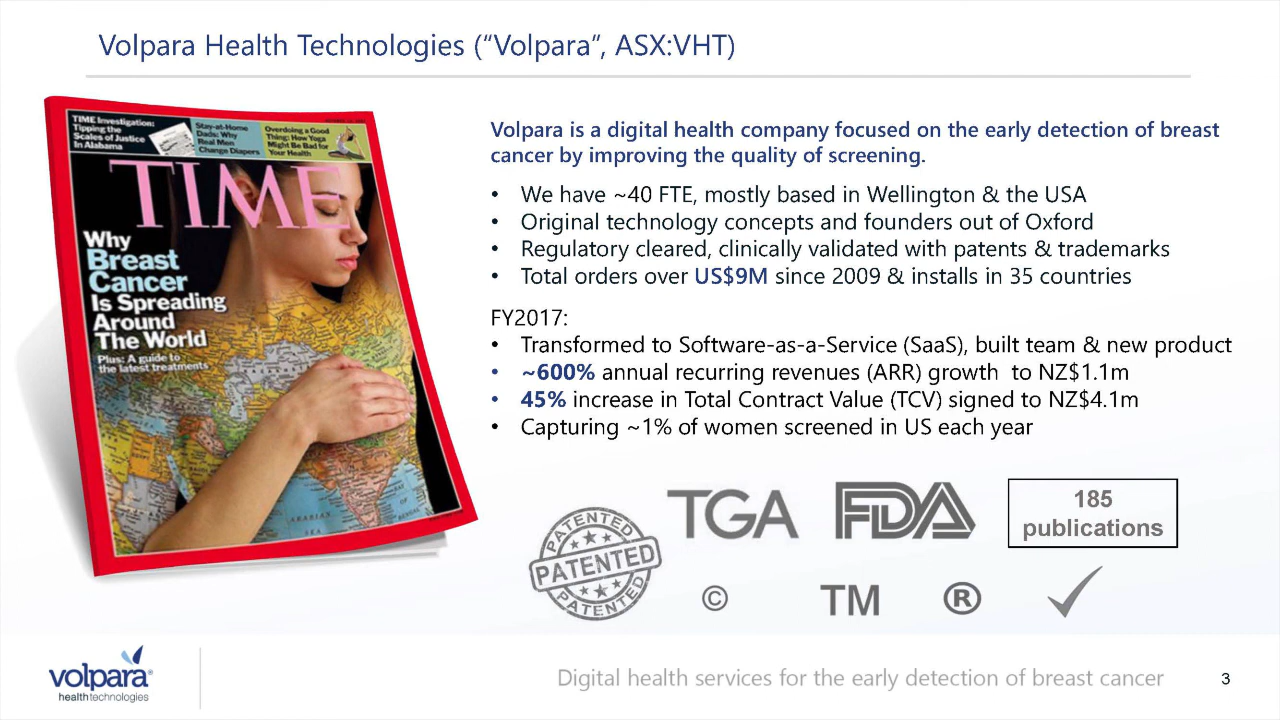 Volpara Health Technologies (“Volpara”, ASX:VHT)
TIME Investigation:
Tipping the
Scales of Justice
In Alabama
Stay-at-Home
Dads: Why
Real Men
Change Diapers
Overdoing a Good
Thing: How Yoga
Might Be Bad for
Your Health
TIME
Why
Breast
Cancer
Is Spreading
Around
The World
Plus: A guide to
the latest treatments
Volpara is a digital health company focused on the early detection of breast
cancer by improving the quality of screening.
• We have ~40 FTE, mostly based in Wellington & the USA
• Original technology concepts and founders out of Oxford
• Regulatory cleared, clinically validated with patents & trademarks
• Total orders over US$9M since 2009 & installs in 35 countries
FY2017:
• Transformed to Software-as-a-Service (SaaS), built team & new product
• ~600% annual recurring revenues (ARR) growth to NZ$1.1m
• 45% increase in Total Contract Value (TCV) signed to NZ$4.1m
• Capturing ~1% of women screened in US each year
PATENTED
PATENTED
PATENTED
TGA
FDA
185
publications
©
TM
®
volpara®
healthtechnologies
Digital health services for the early detection of breast cancer
3